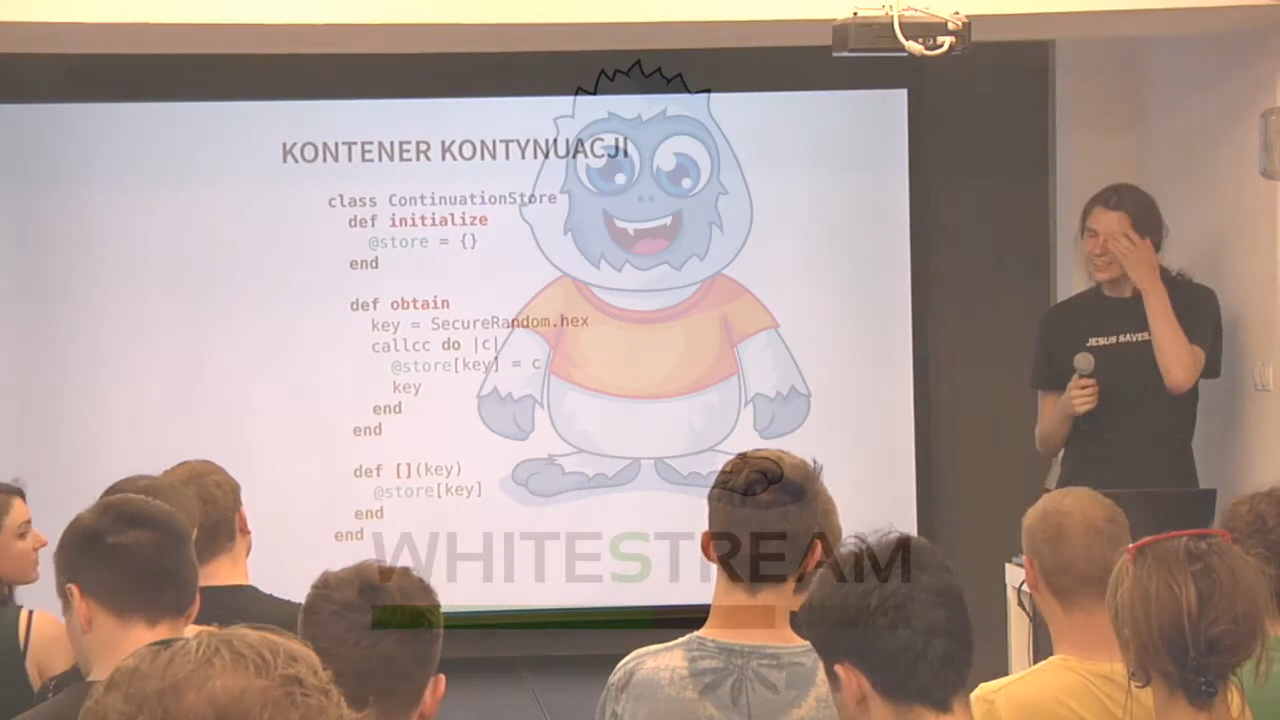 KONTENER KONTYNUACJI
class ContinuationStore
def initialize
@store = {}
end
def obtain
key = SecureRandom.hex
callcc do |c|
@store[key] = c
key
end
end
def [](key)
@store[key]
end
end
JESUS SAVES.
WHITESTREAM